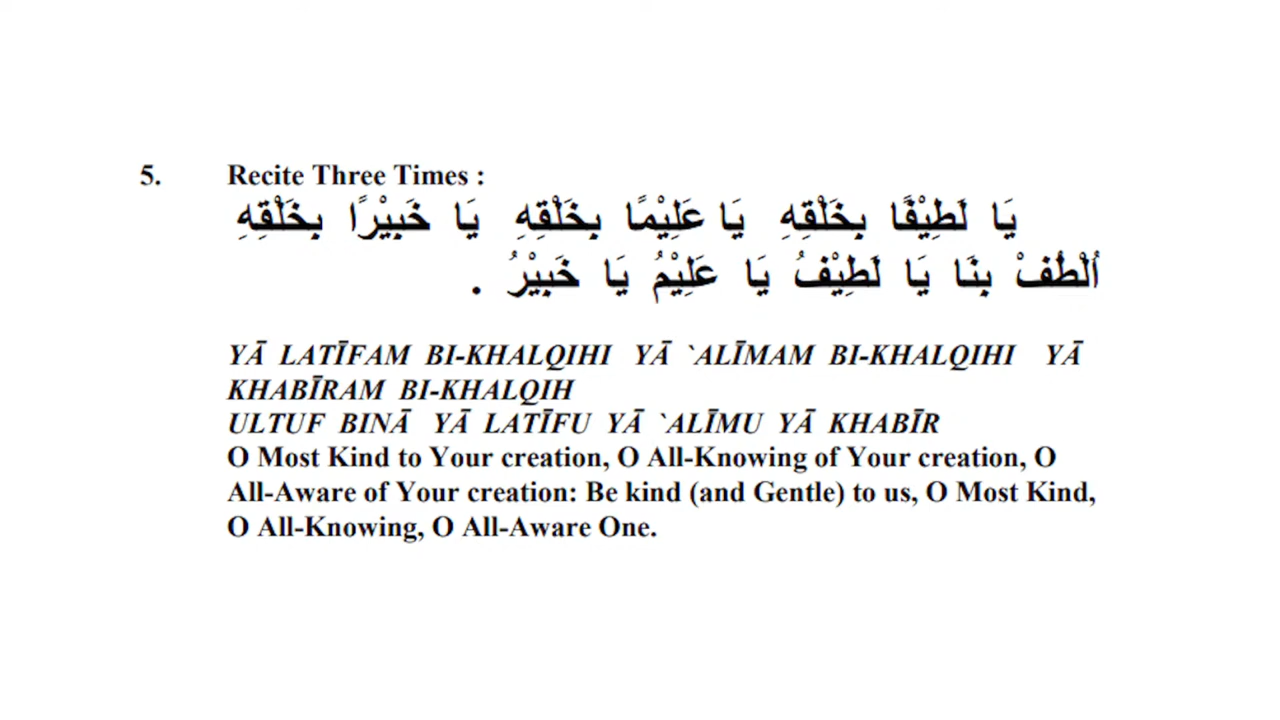 5. Recite Three Times :
يَا لَطِيْفًا بِخَلْقِهِ يَا عَلِيْمًا بِخَلْقِهِ يَا خَبِيْرًا بِخَلْقِهِ
اُلْطُفْ بِنَا يَا لَطِيْفُ يَا عَلِيْمُ يَا خَبِيْرُ .
YĀ LATĪFAM BI-KHALQIHI YĀ `ALĪMAM BI-KHALQIHI YĀ
KHABĪRAM BI-KHALQIH
ULTUF BINĀ YĀ LATĪFU YĀ `ALĪMU YĀ KHABĪR
O Most Kind to Your creation, O All-Knowing of Your creation, O
All-Aware of Your creation: Be kind (and Gentle) to us, O Most Kind,
O All-Knowing, O All-Aware One.